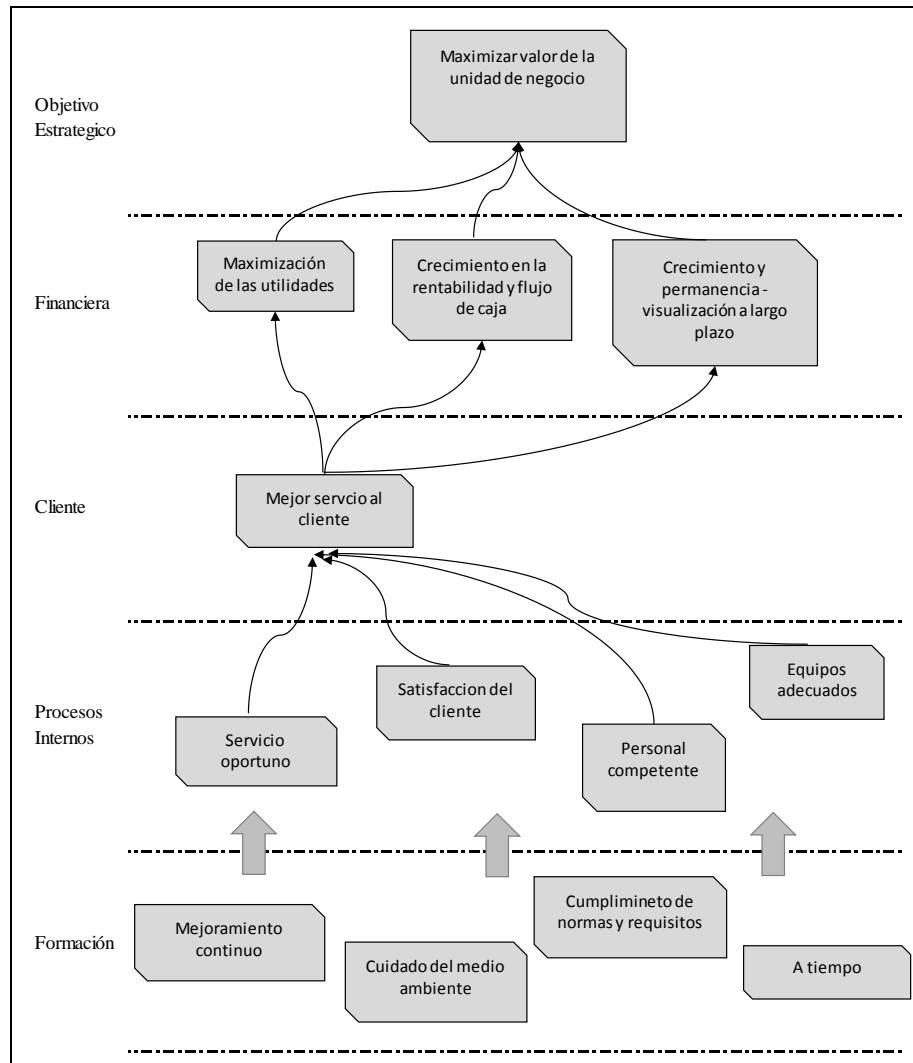 Maximizar valor de la
unidad de negocio
Objetivo
Estrategico
Maximización
de las utilidades
Crecimiento en la
rentabilidad y flujo
de caja
Crecimiento y
permanencia -
visualización a largo
plazo
Financiera
Mejor servcio al
cliente
Cliente
Equipos
adecuados
Satisfaccion del
cliente
Procesos
Internos
Servicio
oportuno
Personal
competente
Cumplimineto de
normas y requisitos
Mejoramiento
continuo
Formación
Cuidado del medio
ambiente
A tiempo